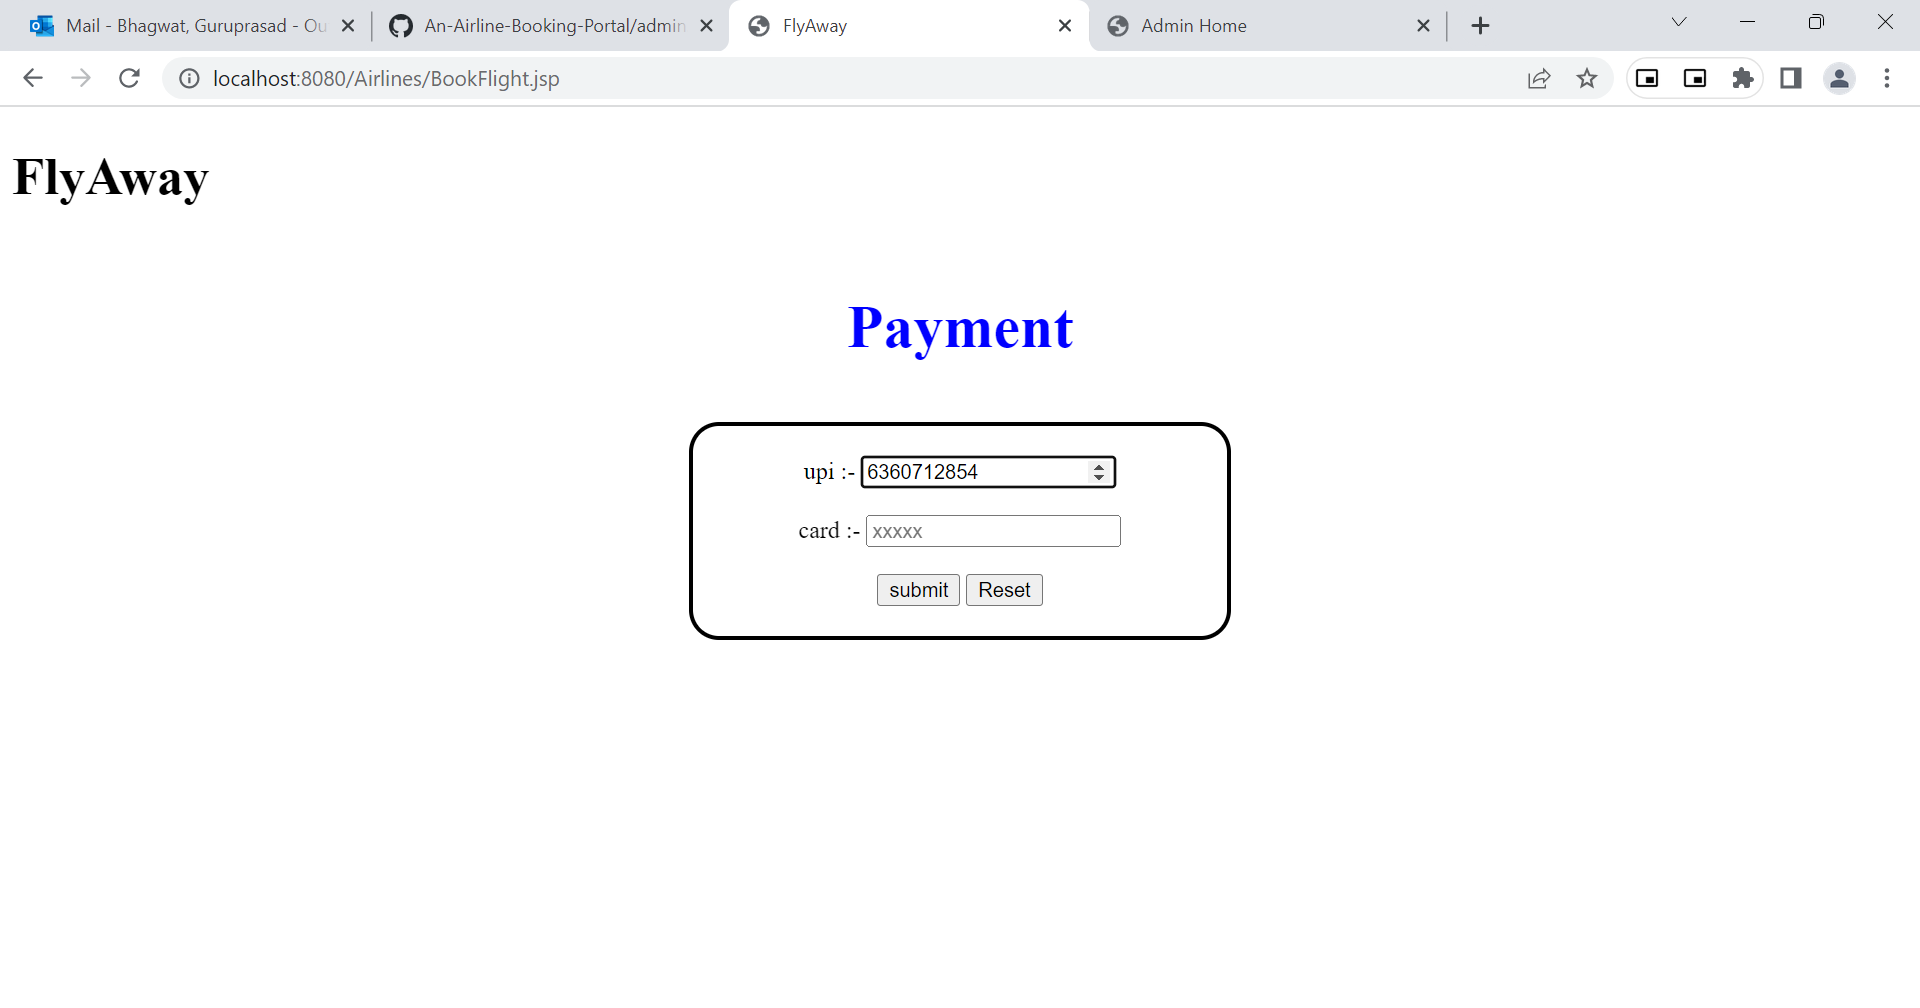 Mail - Bhagwat, Guruprasad - Ou
An-Airline-Booking-Portal/admin
FlyAway
Admin Home
localhost:8080/Airlines/BookFlight.jsp
FlyAway
Payment
upi :- 6360712854
card :- xxxxx
submit Reset